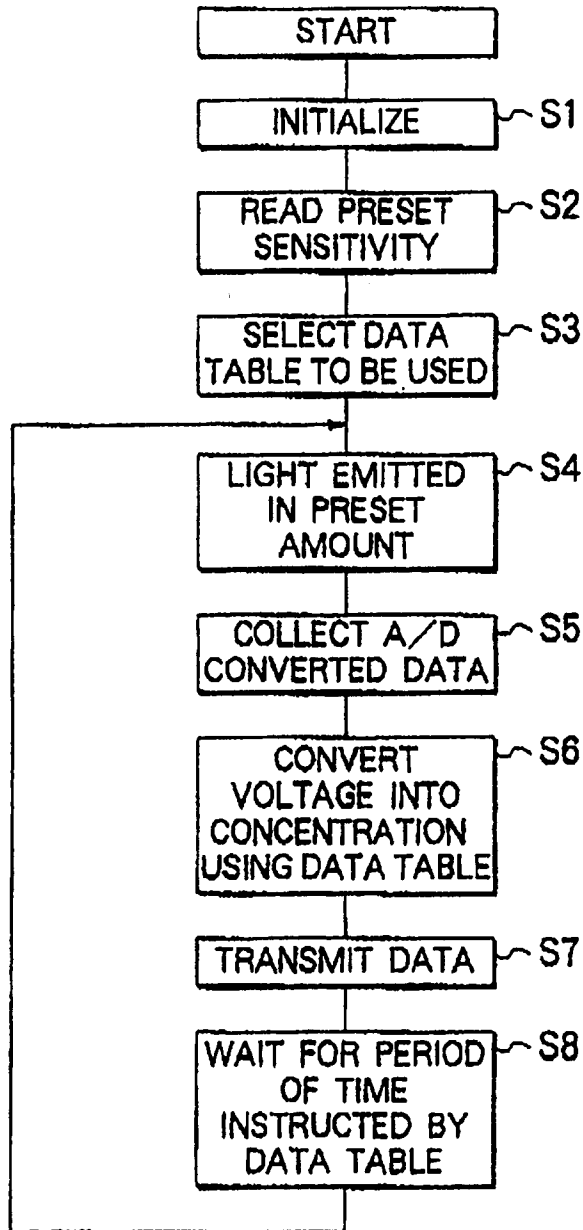 START
INITIALIZE
S1
READ PRESET
SENSITIVITY
S2
SELECT DATA
TABLE TO BE USED
S3
LIGHT EMITTED
IN PRESET
AMOUNT
S4
COLLECT A/D
CONVERTED DATA
S5
CONVERT
VOLTAGE INTO
CONCENTRATION
USING DATA TABLE
S6
TRANSMIT DATA
S7
WAIT FOR PERIOD
OF TIME
INSTRUCTED BY
DATA TABLE
S8